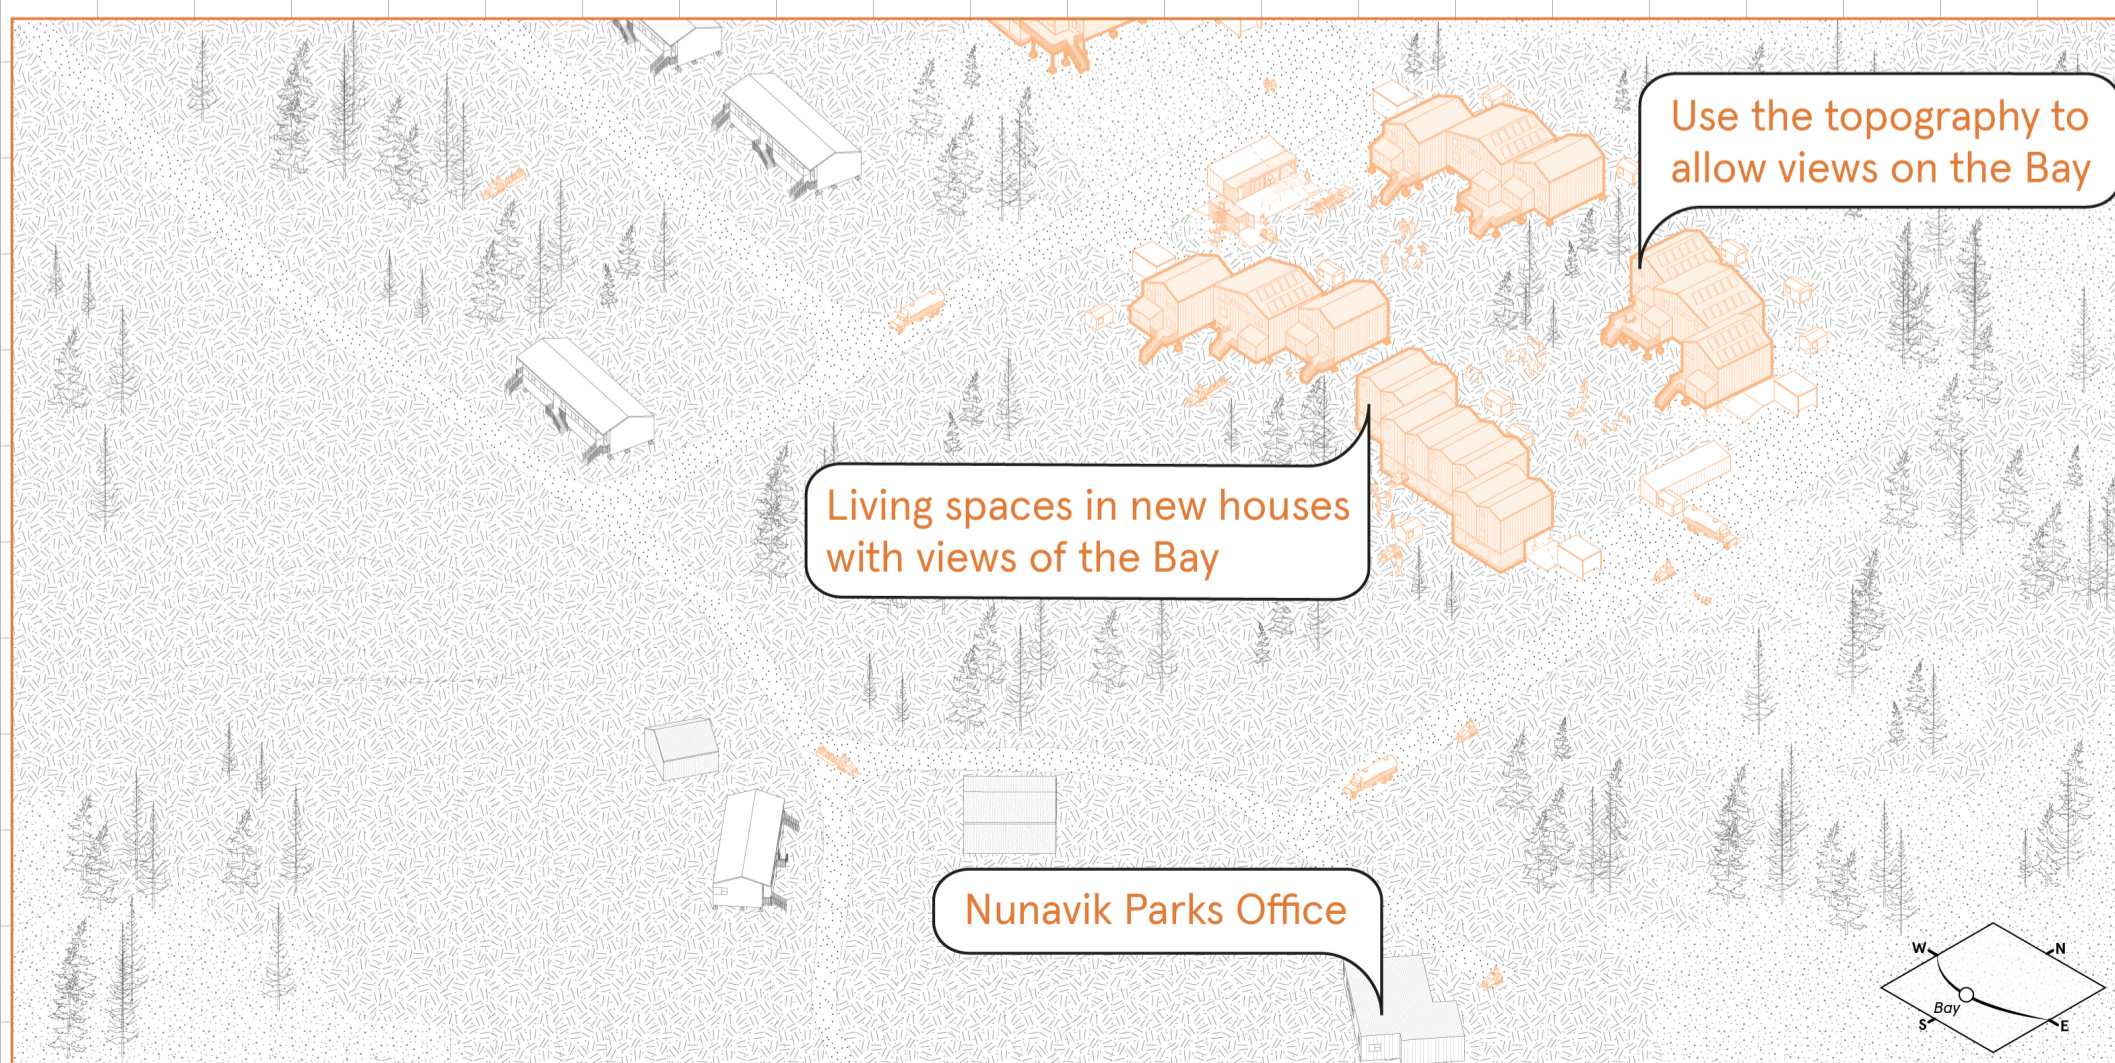 Use the topography to
allow views on the Bay
Living spaces in new houses
with views of the Bay
Nunavik Parks Office
W
N
Bay
S
E